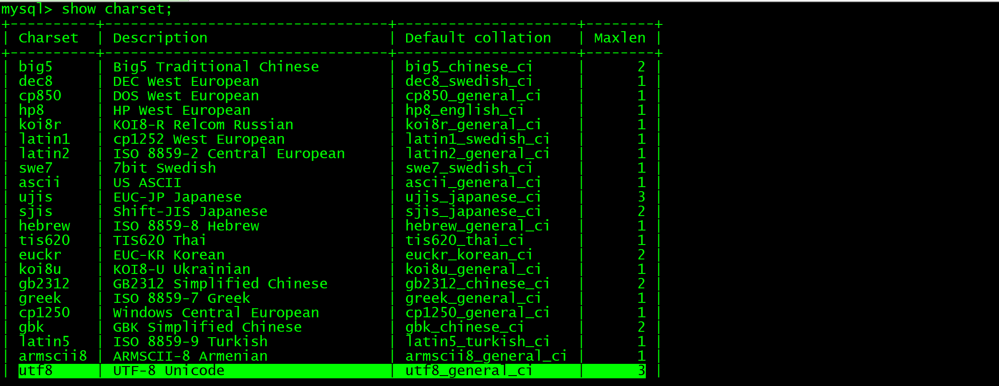 mysql> show charset;
+----------+---------------------------------+---------------------+--------+
| Charset  | Description                     | Default collation   | Maxlen |
+----------+---------------------------------+---------------------+--------+
| big5     | Big5 Traditional Chinese        | big5_chinese_ci     |      2 |
| dec8     | DEC West European               | dec8_swedish_ci     |      1 |
| cp850    | DOS West European               | cp850_general_ci    |      1 |
| hp8      | HP West European                | hp8_english_ci      |      1 |
| koi8r    | KOI8-R Relcom Russian           | koi8r_general_ci    |      1 |
| latin1   | cp1252 West European            | latin1_swedish_ci   |      1 |
| latin2   | ISO 8859-2 Central European     | latin2_general_ci   |      1 |
| swe7     | 7bit Swedish                    | swe7_swedish_ci     |      1 |
| ascii    | US ASCII                        | ascii_general_ci    |      1 |
| ujis     | EUC-JP Japanese                 | ujis_japanese_ci    |      3 |
| sjis     | Shift-JIS Japanese              | sjis_japanese_ci    |      2 |
| hebrew   | ISO 8859-8 Hebrew               | hebrew_general_ci   |      1 |
| tis620   | TIS620 Thai                     | tis620_thai_ci      |      1 |
| euckr    | EUC-KR Korean                   | euckr_korean_ci     |      2 |
| koi8u    | KOI8-U Ukrainian                | koi8u_general_ci    |      1 |
| gb2312   | GB2312 Simplified Chinese       | gb2312_chinese_ci   |      2 |
| greek    | ISO 8859-7 Greek                | greek_general_ci    |      1 |
| cp1250   | Windows Central European        | cp1250_general_ci   |      1 |
| gbk      | GBK Simplified Chinese          | gbk_chinese_ci      |      2 |
| latin5   | ISO 8859-9 Turkish              | latin5_turkish_ci   |      1 |
| armscii8 | ARMSCII-8 Armenian              | armscii8_general_ci |      1 |
| utf8     | UTF-8 Unicode                   | utf8_general_ci     |      3 |